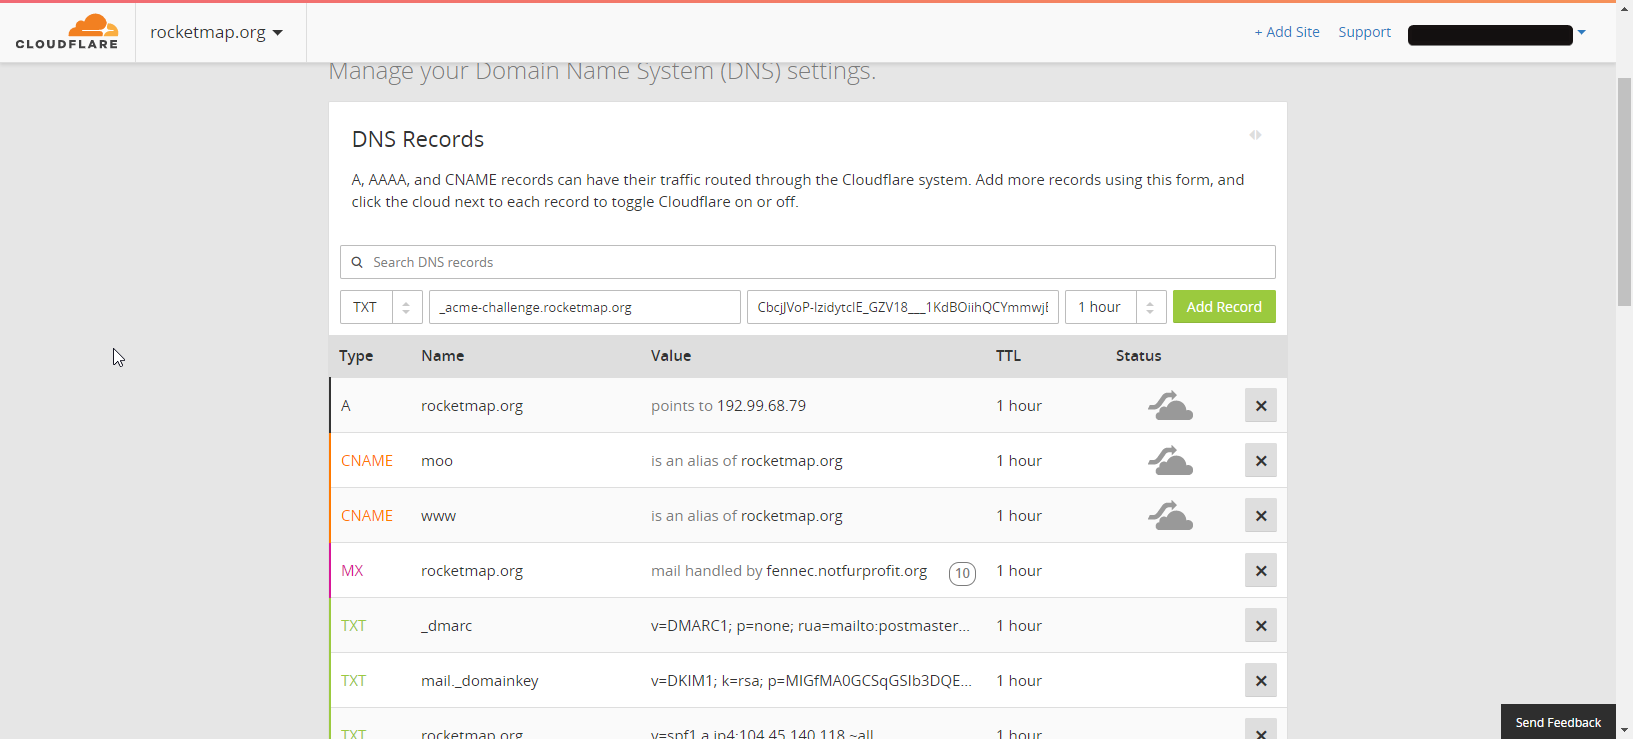 CLOUDFLARE
rocketmap.org
+ Add Site Support
Manage your Domain Name System (DNS) settings.
DNS Records
A, AAAA, and CNAME records can have their traffic routed through the Cloudflare system. Add more records using this form, and
click the cloud next to each record to toggle Cloudflare on or off.
Search DNS records
TXT _acme-challenge.rocketmap.org 1 hour Add Record
Type Name Value TTL Status
A rocketmap.org points to 192.99.68.79 1 hour
CNAME moo is an alias of rocketmap.org 1 hour
CNAME www is an alias of rocketmap.org 1 hour
MX rocketmap.org mail handled by fennec.notfurprofit.org 10 1 hour
TXT _dmarc v=DMARC1; p=none; rua=mailto:postmaster... 1 hour
TXT mail._domainkey v=DKIM1; k=rsa; p=MIGfMA0GCSqGSIb3DQE... 1 hour
TXT rocketmap.org v=spf1 a ip4:104.45.140.118 ~all 1 hour
Send Feedback